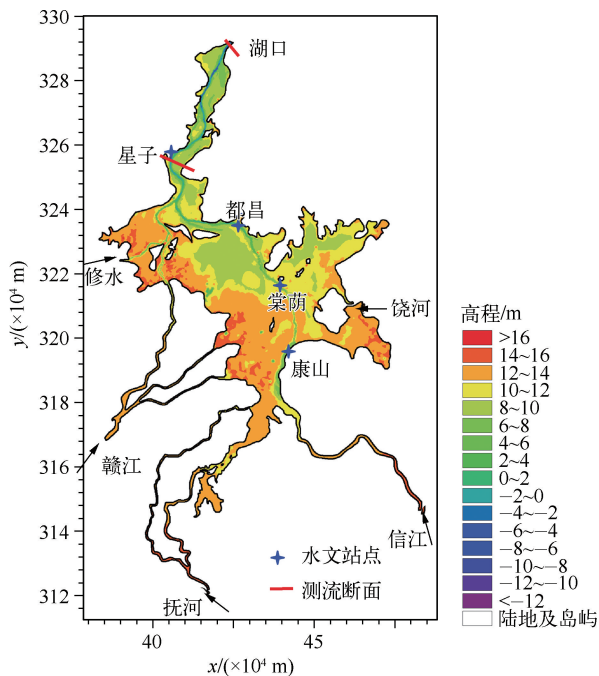 330
328
326
324
322
320
318
316
314
312
y/(×10⁴ m)
40
45
x/(×10⁴ m)
湖口
星子
都昌
修水
棠荫
饶河
康山
赣江
信江
抚河
水文站点
测流断面
高程/m
>16
14~16
12~14
10~12
8~10
6~8
4~6
2~4
0~2
−2~0
−4~−2
−6~−4
−8~−6
−10~−8
−12~−10
<−12
陆地及岛屿